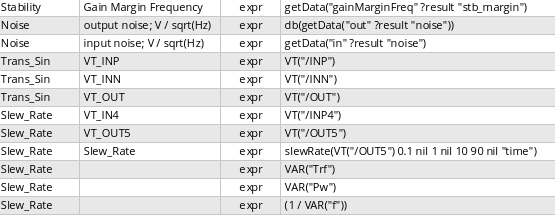 Stability Gain Margin Frequency expr getData("gainMarginFreq" ?result "stb_margin")
Noise output noise; V / sqrt(Hz) expr db(getData("out" ?result "noise"))
Noise input noise; V / sqrt(Hz) expr getData("in" ?result "noise")
Trans_Sin VT_INP expr VT("/INP")
Trans_Sin VT_INN expr VT("/INN")
Trans_Sin VT_OUT expr VT("/OUT")
Slew_Rate VT_IN4 expr VT("/INP4")
Slew_Rate VT_OUT5 expr VT("/OUT5")
Slew_Rate Slew_Rate expr slewRate(VT("/OUT5") 0.1 nil 1 nil 10 90 nil "time")
Slew_Rate expr VAR("Trf")
Slew_Rate expr VAR("Pw")
Slew_Rate expr (1 / VAR("f"))